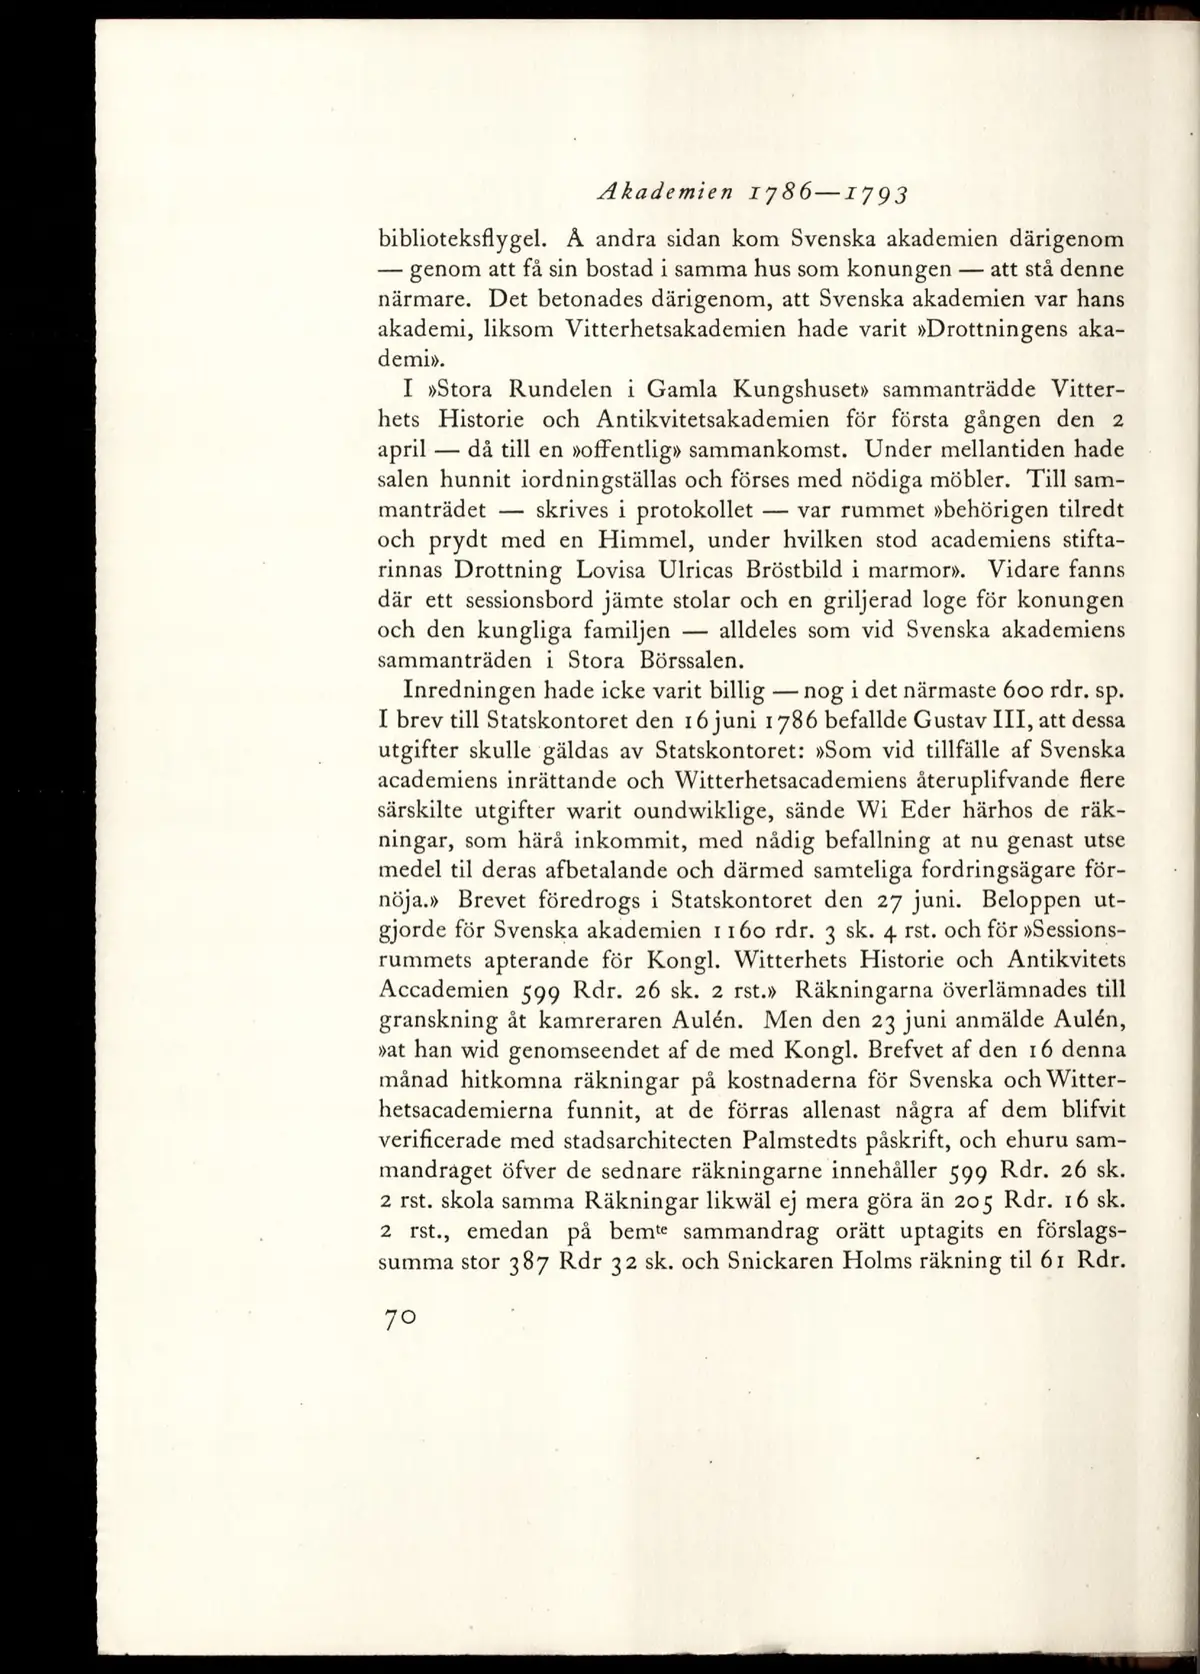 Akademien 1786—1793
biblioteksflygel. Å andra sidan kom Svenska akademien därigenom
— genom att få sin bostad i samma hus som konungen — att stå denne
närmare. Det betonades därigenom, att Svenska akademien var hans
akademi, liksom Vitterhetsakademien hade varit »Drottningens aka-
demi».
I »Stora Rundelen i Gamla Kungshuset» sammanträdde Vitter-
hets Historie och Antikvitetsakademien för första gången den 2
april — då till en »offentlig» sammankomst. Under mellantiden hade
salen hunnit iordningställas och förses med nödiga möbler. Till sam-
manträdet — skrives i protokollet — var rummet »behörigen tilredt
och prydt med en Himmel, under hvilken stod academiens stifta-
rinnas Drottning Lovisa Ulricas Bröstbild i marmor». Vidare fanns
där ett sessionsbord jämte stolar och en griljerad loge för konungen
och den kungliga familjen — alldeles som vid Svenska akademiens
sammanträden i Stora Börssalen.
Inredningen hade icke varit billig — nog i det närmaste 600 rdr. sp.
I brev till Statskontoret den 16 juni 1786 befallde Gustav III, att dessa
utgifter skulle gäldas av Statskontoret: »Som vid tillfälle af Svenska
academiens inrättande och Witterhetsacademiens återuplifvande flere
särskilte utgifter warit oundwiklige, sände Wi Eder härhos de räk-
ningar, som härå inkommit, med nådig befallning at nu genast utse
medel til deras afbetalande och därmed samteliga fordringsägare för-
nöja.» Brevet föredrogs i Statskontoret den 27 juni. Beloppen ut-
gjorde för Svenska akademien 1160 rdr. 3 sk. 4 rst. och för »Sessions-
rummets apterande för Kongl. Witterhets Historie och Antikvitets
Accademien 599 Rdr. 26 sk. 2 rst.» Räkningarna överlämnades till
granskning åt kamreraren Aulén. Men den 23 juni anmälde Aulén,
»at han wid genomseendet af de med Kongl. Brefvet af den 16 denna
månad hitkomna räkningar på kostnaderna för Svenska och Witter-
hetsacademierna funnit, at de förras allenast några af dem blifvit
verificerade med stadsarchitecten Palmstedts påskrift, och ehuru sam-
mandraget öfver de sednare räkningarne innehåller 599 Rdr. 26 sk.
2 rst. skola samma Räkningar likwäl ej mera göra än 205 Rdr. 16 sk.
2 rst., emedan på bemte sammandrag orätt uptagits en förslags-
summa stor 387 Rdr 32 sk. och Snickaren Holms räkning til 61 Rdr.
70